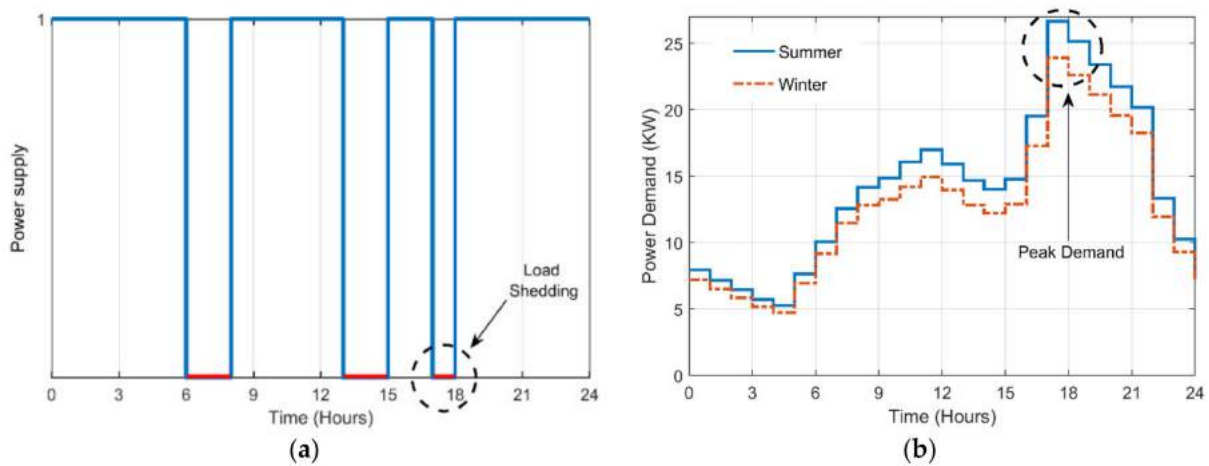 1
Power supply
Load
Shedding
0 3 6 9 12 15 18 21 24
Time (Hours)
(a)
25
20
15
10
5
0
Power Demand (KW)
Summer
Winter
Peak Demand
0 3 6 9 12 15 18 21 24
Time (Hours)
(b)